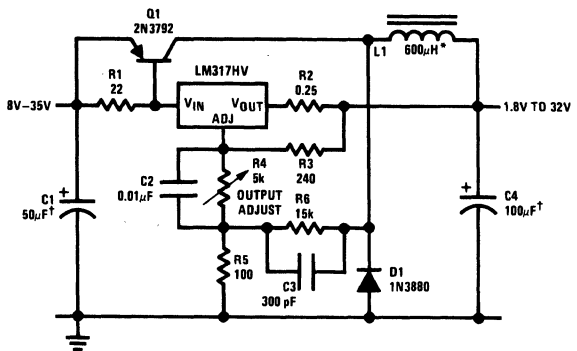 Q1
2N3792
L1
600μH*
R1
22
LM317HV
R2
0.25
8V–35V
VIN
VOUT
ADJ
1.8V TO 32V
R4
5k
R3
240
C2
0.01μF
OUTPUT
ADJUST
R6
15k
+
C1
50μF†
+
C4
100μF†
R5
100
C3
300 pF
D1
1N3880